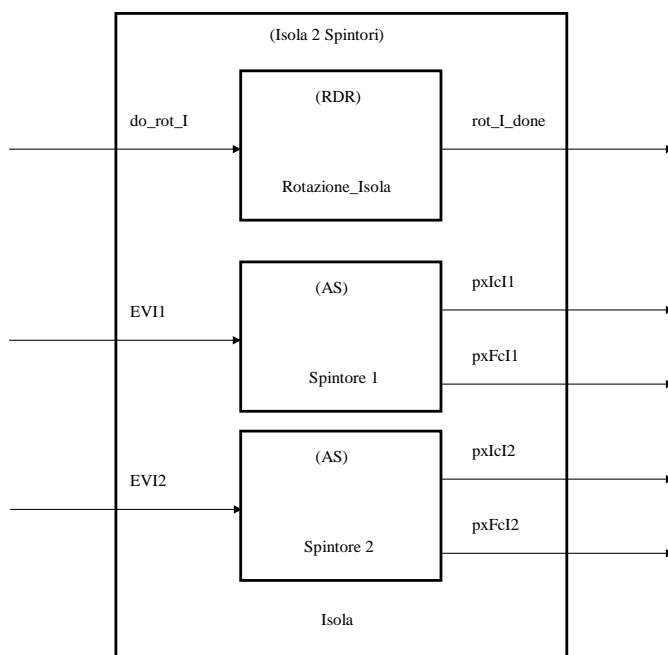 (Isola 2 Spintori)
(RDR)
do_rot_I
rot_I_done
Rotazione_Isola
(AS)
pxIcI1
EVI1
pxFcI1
Spintore 1
(AS)
pxIcI2
EVI2
pxFcI2
Spintore 2
Isola